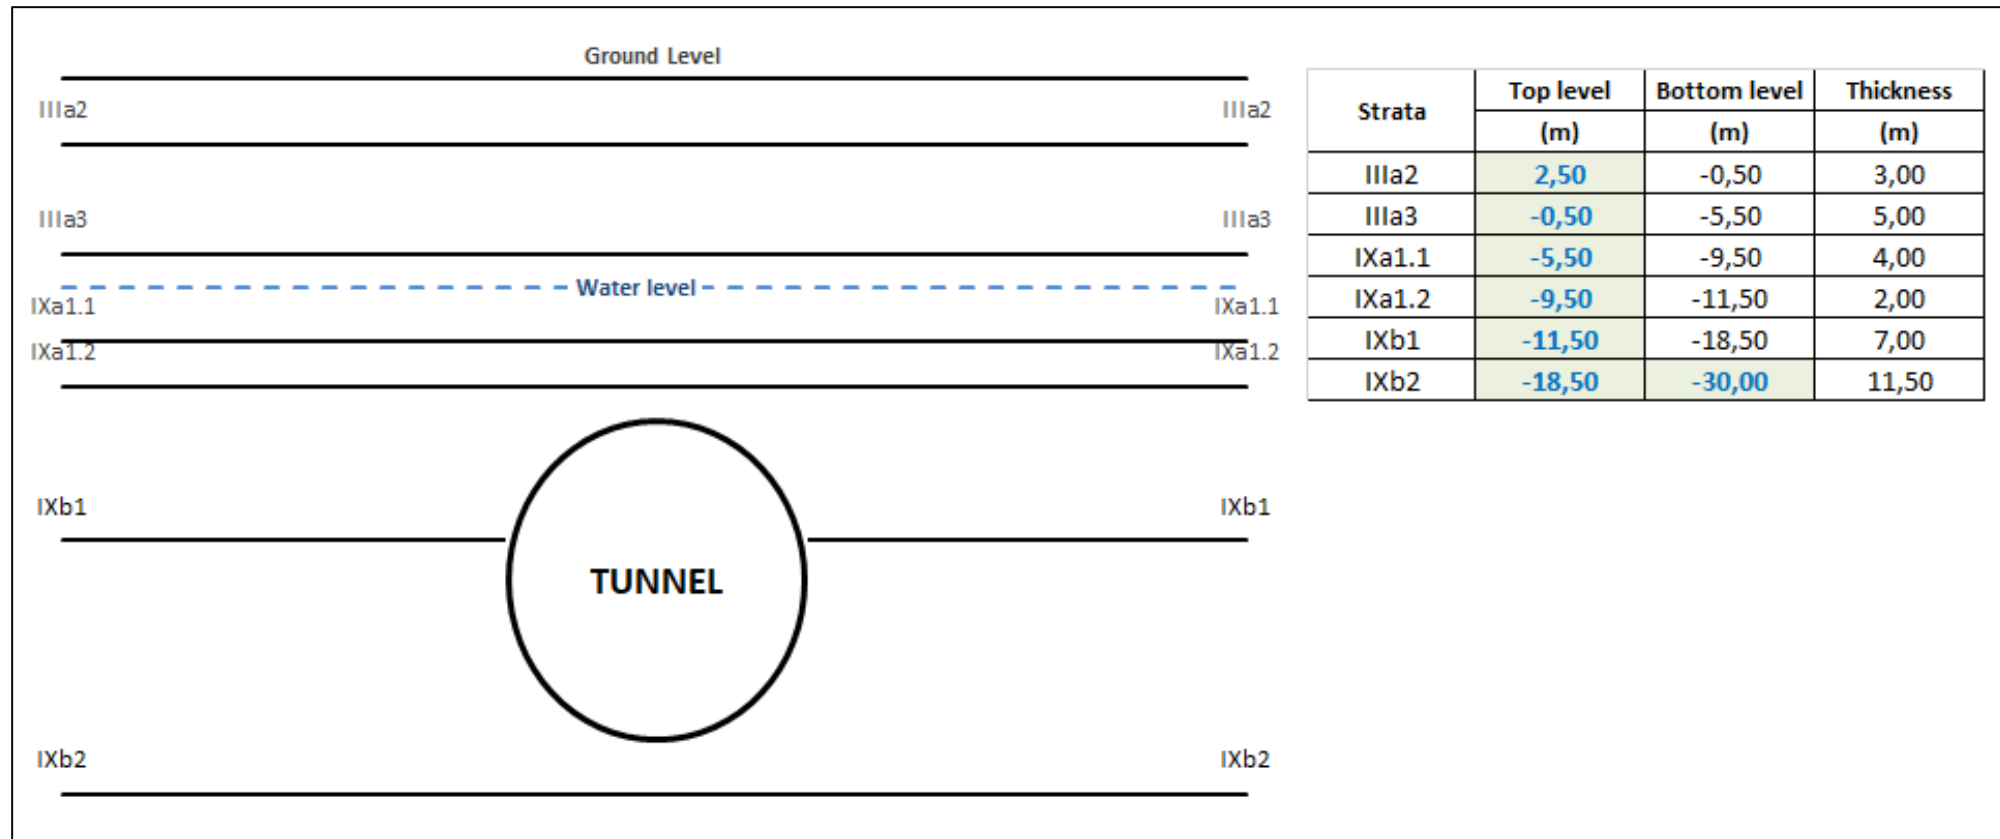 Ground Level
IIIa2 IIIa2
IIIa3 IIIa3
Water level
IXa1.1 IXa1.1
IXa1.2 IXa1.2
IXb1 IXb1
TUNNEL
IXb2 IXb2
Strata Top level Bottom level Thickness
(m) (m) (m)
IIIa2 2,50 -0,50 3,00
IIIa3 -0,50 -5,50 5,00
IXa1.1 -5,50 -9,50 4,00
IXa1.2 -9,50 -11,50 2,00
IXb1 -11,50 -18,50 7,00
IXb2 -18,50 -30,00 11,50